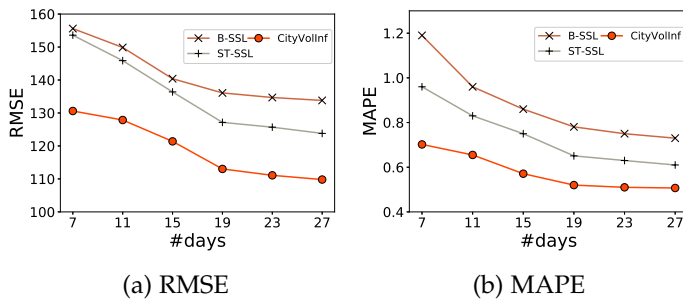 160
150
140
130
120
110
100
RMSE
B-SSL
CityVolInf
ST-SSL
7
11
15
19
23
27
#days
(a) RMSE
1.2
1.0
0.8
0.6
0.4
MAPE
B-SSL
CityVolInf
ST-SSL
7
11
15
19
23
27
#days
(b) MAPE